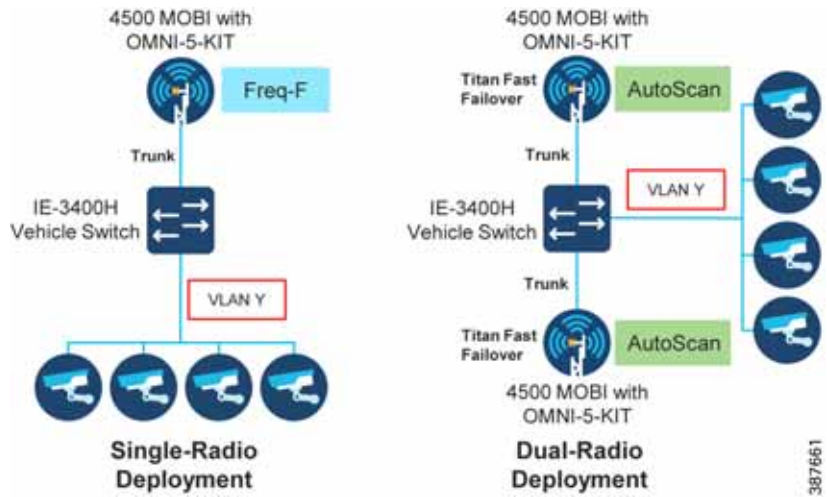 4500 MOBI with
OMNI-5-KIT
Freq-F
Trunk
IE-3400H
Vehicle Switch
VLAN Y
Single-Radio
Deployment
4500 MOBI with
OMNI-5-KIT
Titan Fast
Failover
AutoScan
Trunk
VLAN Y
IE-3400H
Vehicle Switch
Trunk
Titan Fast
Failover
AutoScan
4500 MOBI with
OMNI-5-KIT
Dual-Radio
Deployment
387661